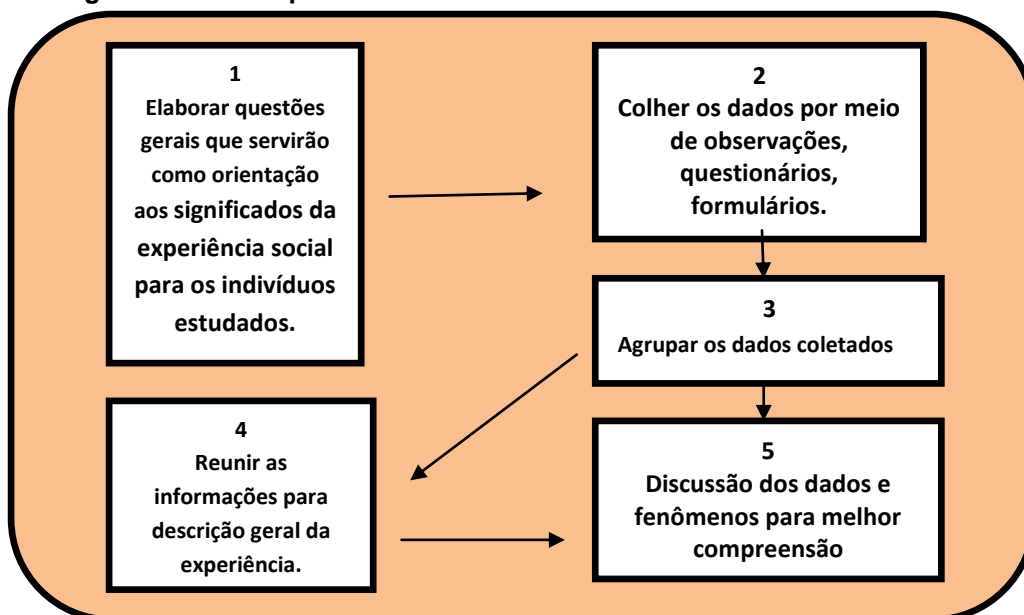 1
Elaborar questões
gerais que servirão
como orientação
aos significados da
experiência social
para os indivíduos
estudados.
2
Colher os dados por meio
de observações,
questionários,
formulários.
3
Agrupar os dados coletados
4
Reunir as
informações para
descrição geral da
experiência.
5
Discussão dos dados e
fenômenos para melhor
compreensão